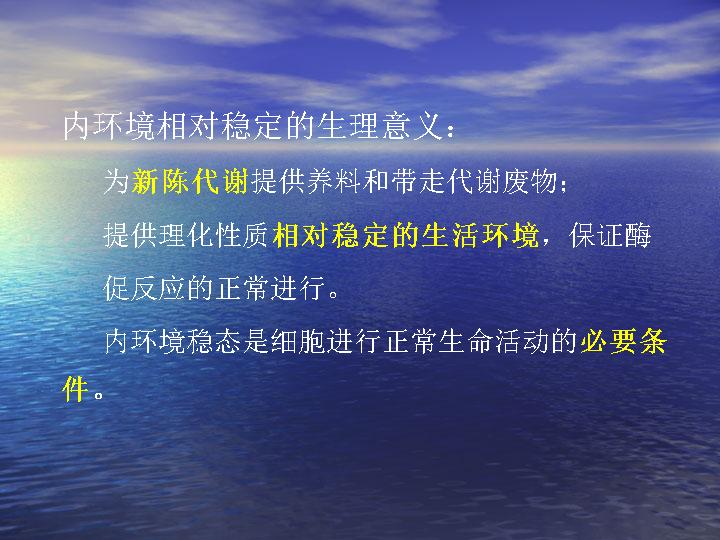 内环境相对稳定的生理意义：
为新陈代谢提供养料和带走代谢废物；
提供理化性质相对稳定的生活环境，保证酶
促反应的正常进行。
内环境稳态是细胞进行正常生命活动的必要条
件。